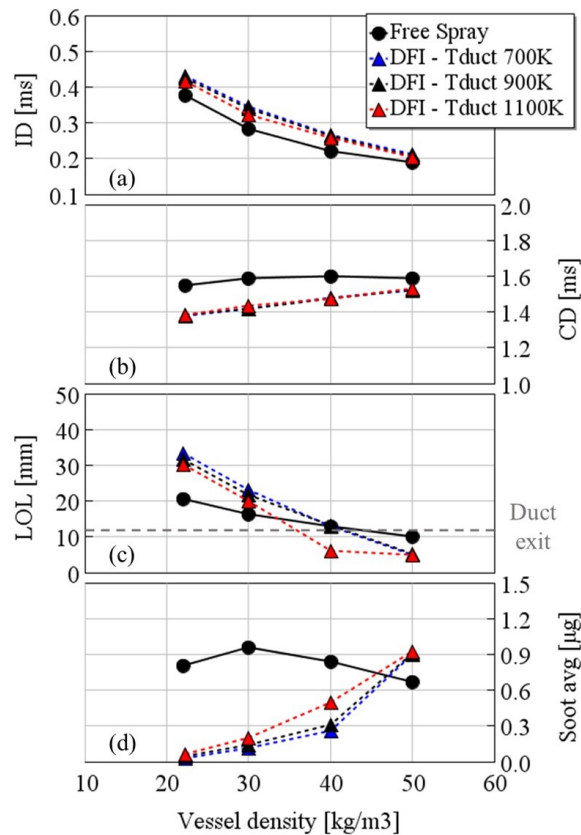 0.6
0.5
0.4
0.3
0.2
0.1
ID [ms]
Free Spray
DFI - Tduct 700K
DFI - Tduct 900K
DFI - Tduct 1100K
(a)
2.0
1.8
1.6
1.4
1.2
1.0
CD [ms]
(b)
50
40
30
20
10
0
LOL [mm]
Duct
exit
(c)
1.5
1.2
0.9
0.6
0.3
0.0
Soot avg [µg]
(d)
10 20 30 40 50 60
Vessel density [kg/m3]